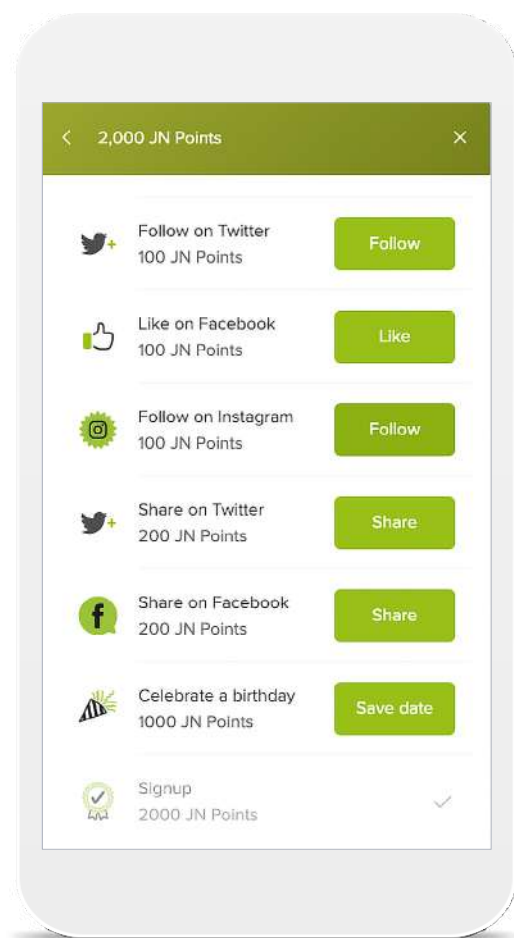 2,000 JN Points
Follow on Twitter
100 JN Points
Follow
Like on Facebook
100 JN Points
Like
Follow on Instagram
100 JN Points
Follow
Share on Twitter
200 JN Points
Share
Share on Facebook
200 JN Points
Share
Celebrate a birthday
1000 JN Points
Save date
Signup
2000 JN Points